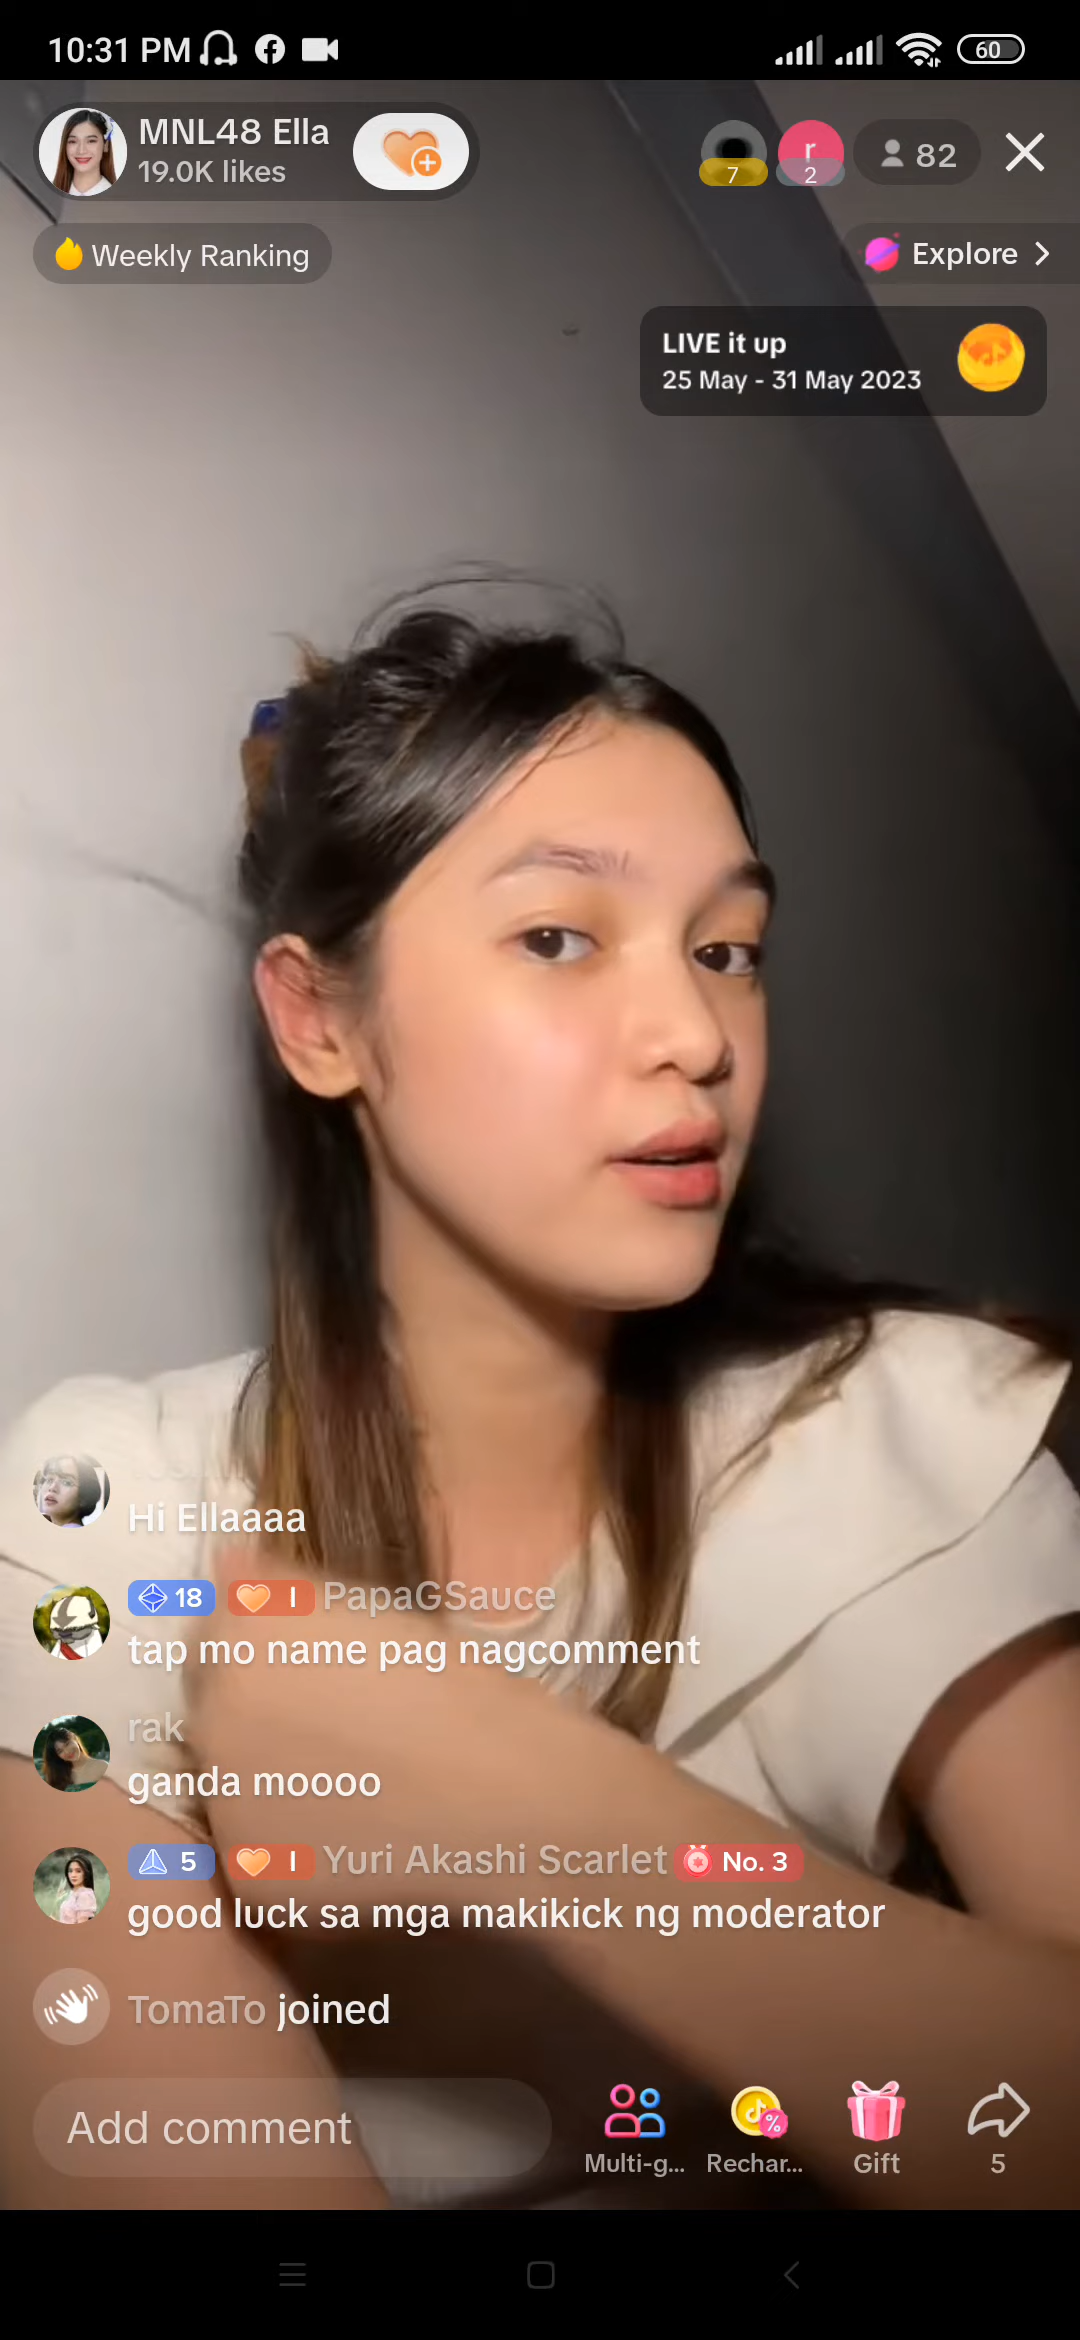 10:31 PM
60
MNL48 Ella
19.0K likes
7
r
2
82
Weekly Ranking
Explore
LIVE it up
25 May - 31 May 2023
Hi Ellaaaa
18 I PapaGSauce
tap mo name pag nagcomment
rak
ganda moooo
5 I Yuri Akashi Scarlet No. 3
good luck sa mga makikick ng moderator
TomaTo joined
Add comment
Multi-g...
Rechar...
Gift
5